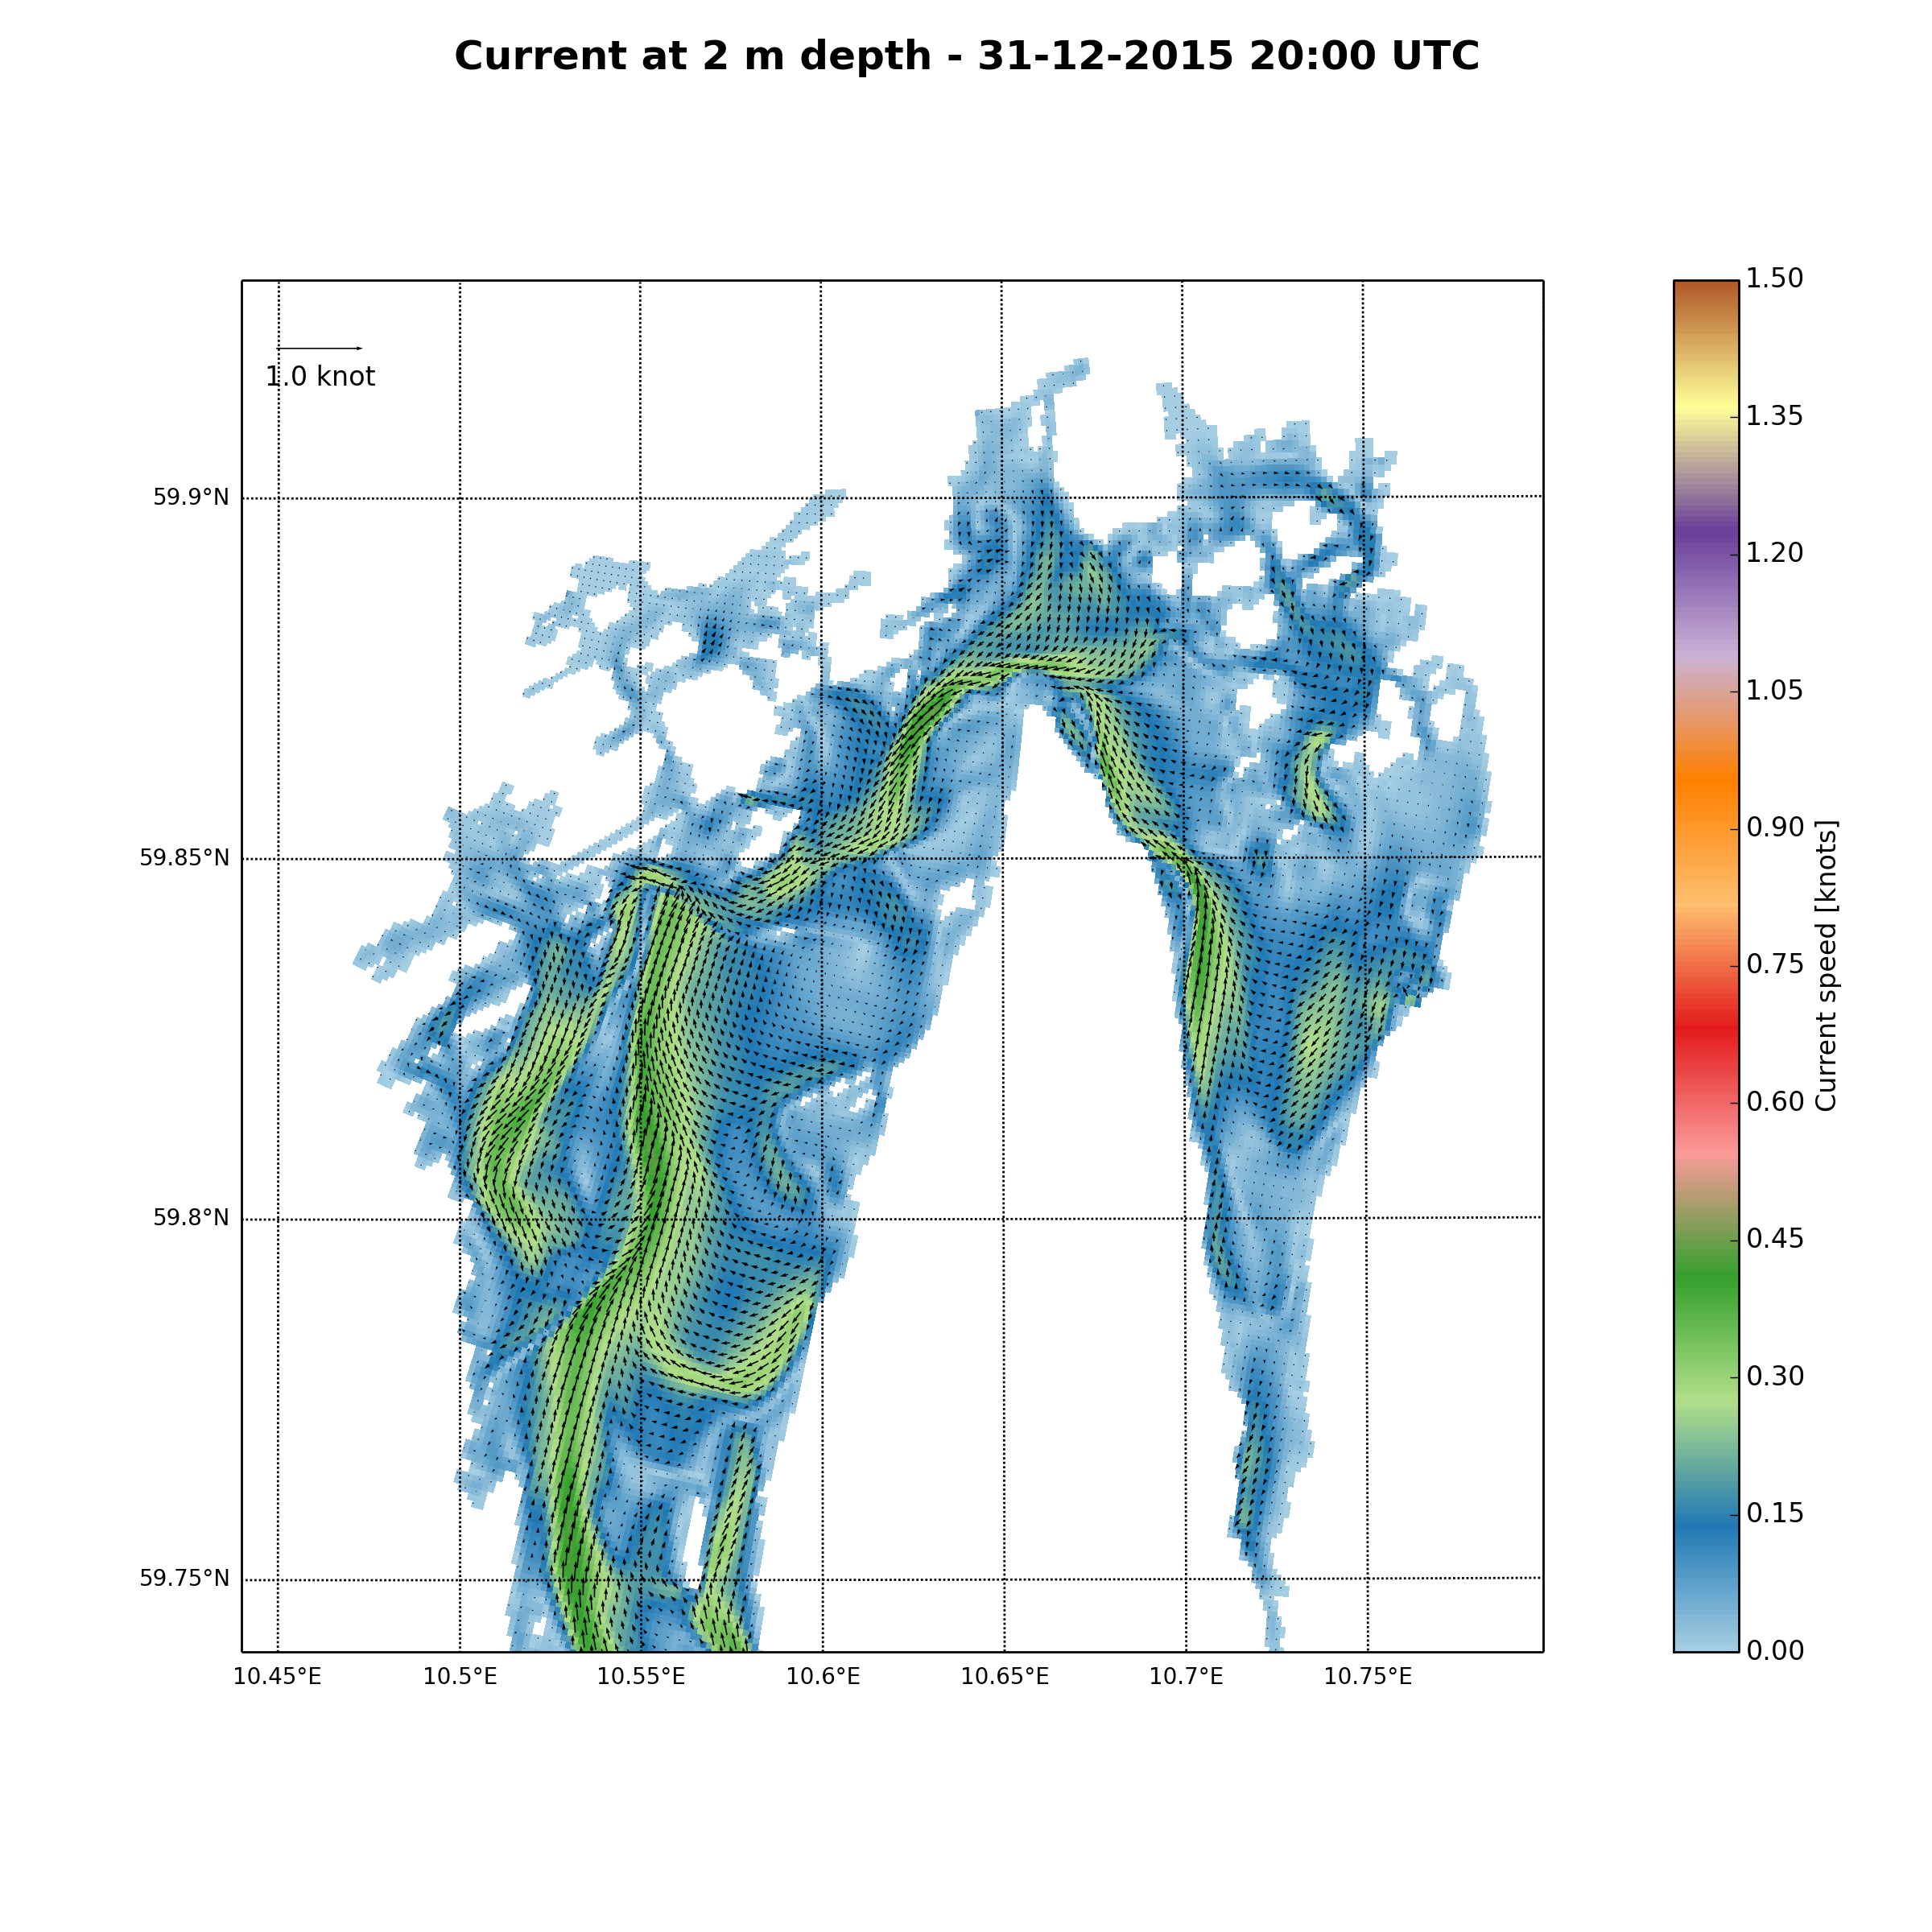 Current at 2 m depth - 31-12-2015 20:00 UTC
1.0 knot
59.9°N
59.85°N
59.8°N
59.75°N
10.45°E
10.5°E
10.55°E
10.6°E
10.65°E
10.7°E
10.75°E
1.50
1.35
1.20
1.05
0.90
0.75
0.60
0.45
0.30
0.15
0.00
Current speed [knots]